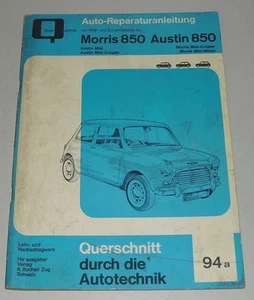 Auto-Reparaturanleitung
Morris 850 Austin 850
Austin Mini
Austin Mini-Cooper
Morris Mini-Cooper
Morris Mini-Minor
Lehr- und
Nachschlagwerk
Herausgeber
Verlag
A. Bucheli Zug
Schweiz
Querschnitt
durch die
Autotechnik
94a